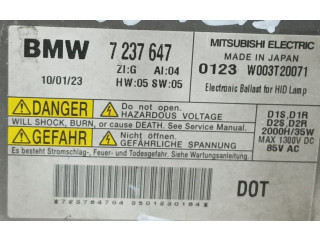 BMW 7 237 647
MITSUBISHI ELECTRIC
MADE IN JAPAN
ZI:G AI:04
10/01/23 HW:05 SW:05
0123 W003T20071
Electronic Ballast for HID Lamp
DANGER Do not open. HAZARDOUS VOLTAGE
WILL SHOCK, BURN, or cause DEATH. See Service Manual.
GEFAHR Nicht öffnen. GEFÄHRLICHE SPANNUNG
Es besteht Stromschlag-, Feuer- und Todesgefahr. Siehe Wartungsanleitung.
D1S,D1R
D2S,D2R
2000H/35W
MAX 1300V DC
85V AC
DOT